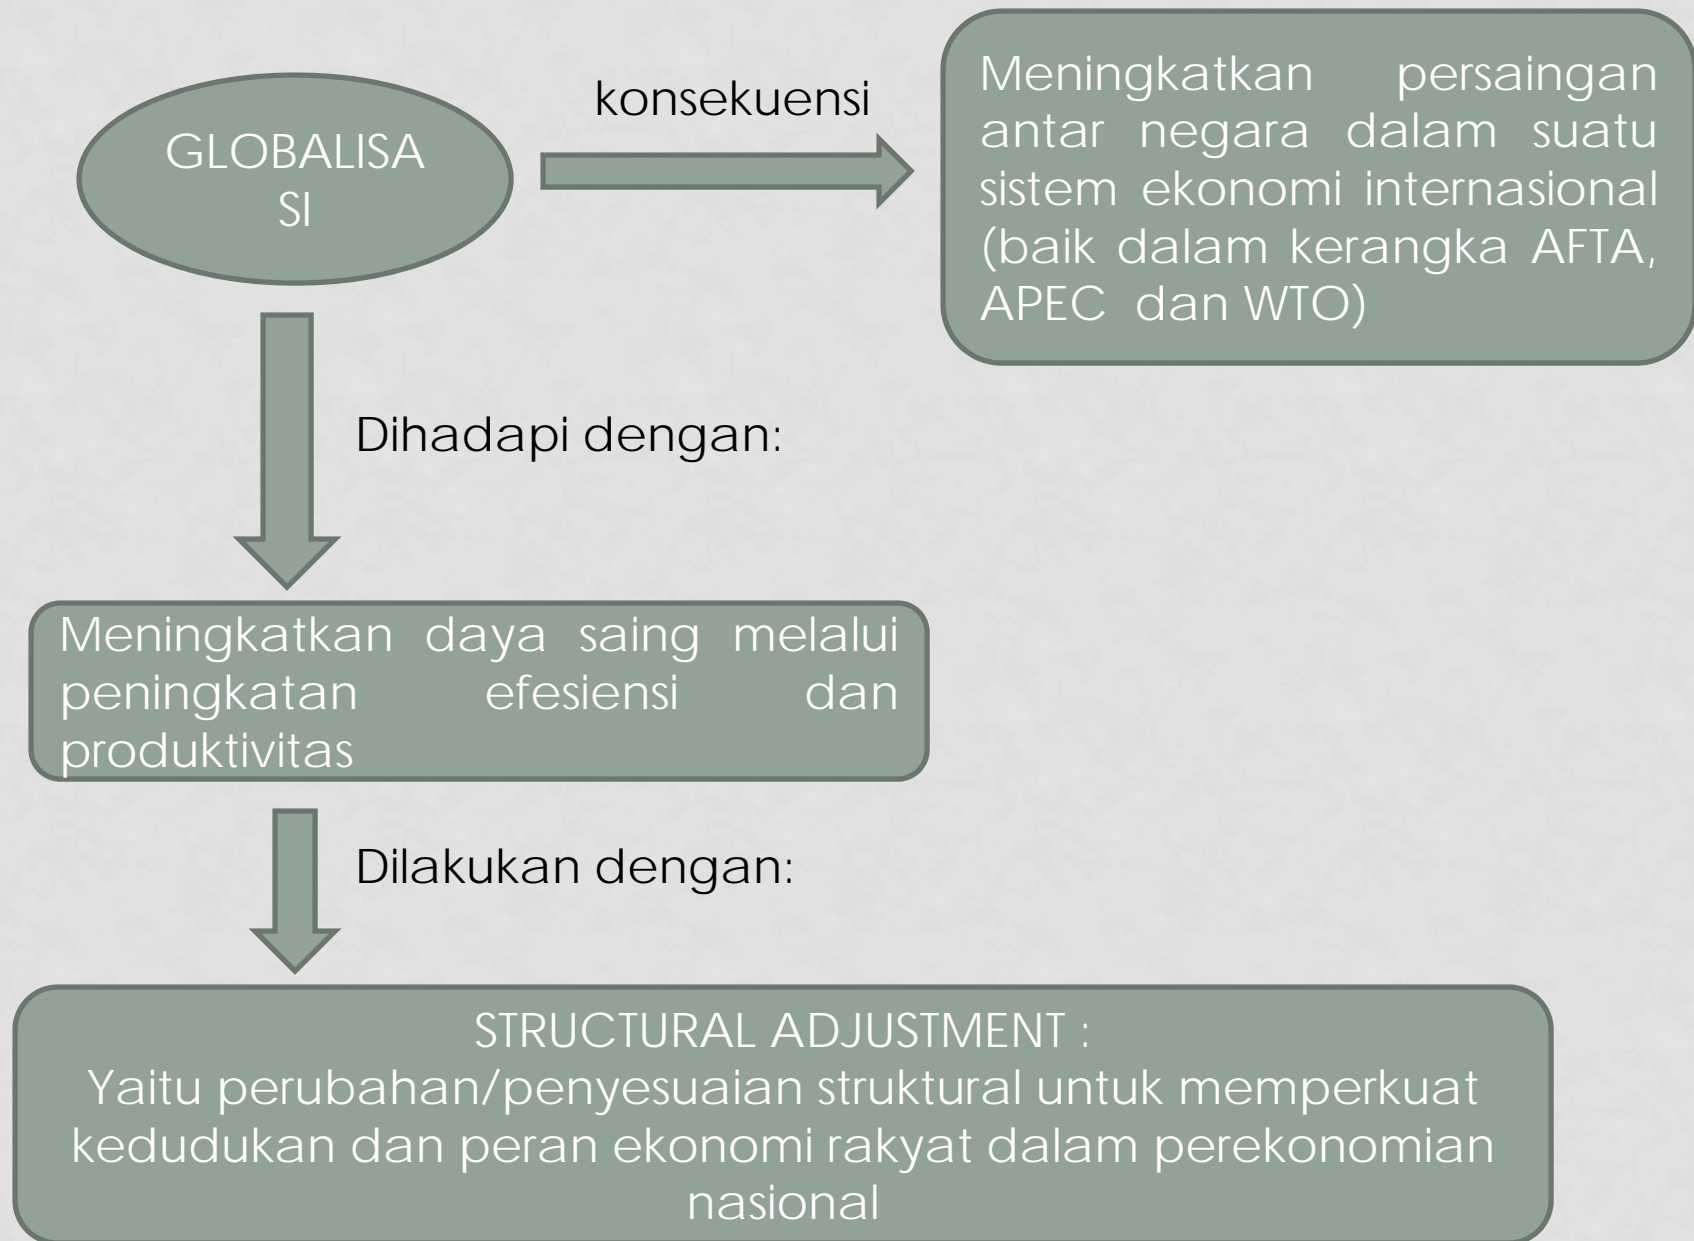 GLOBALISA
SI
konsekuensi
Meningkatkan persaingan
antar negara dalam suatu
sistem ekonomi internasional
(baik dalam kerangka AFTA,
APEC dan WTO)
Dihadapi dengan:
Meningkatkan daya saing melalui
peningkatan efesiensi dan
produktivitas
Dilakukan dengan:
STRUCTURAL ADJUSTMENT :
Yaitu perubahan/penyesuaian struktural untuk memperkuat
kedudukan dan peran ekonomi rakyat dalam perekonomian
nasional